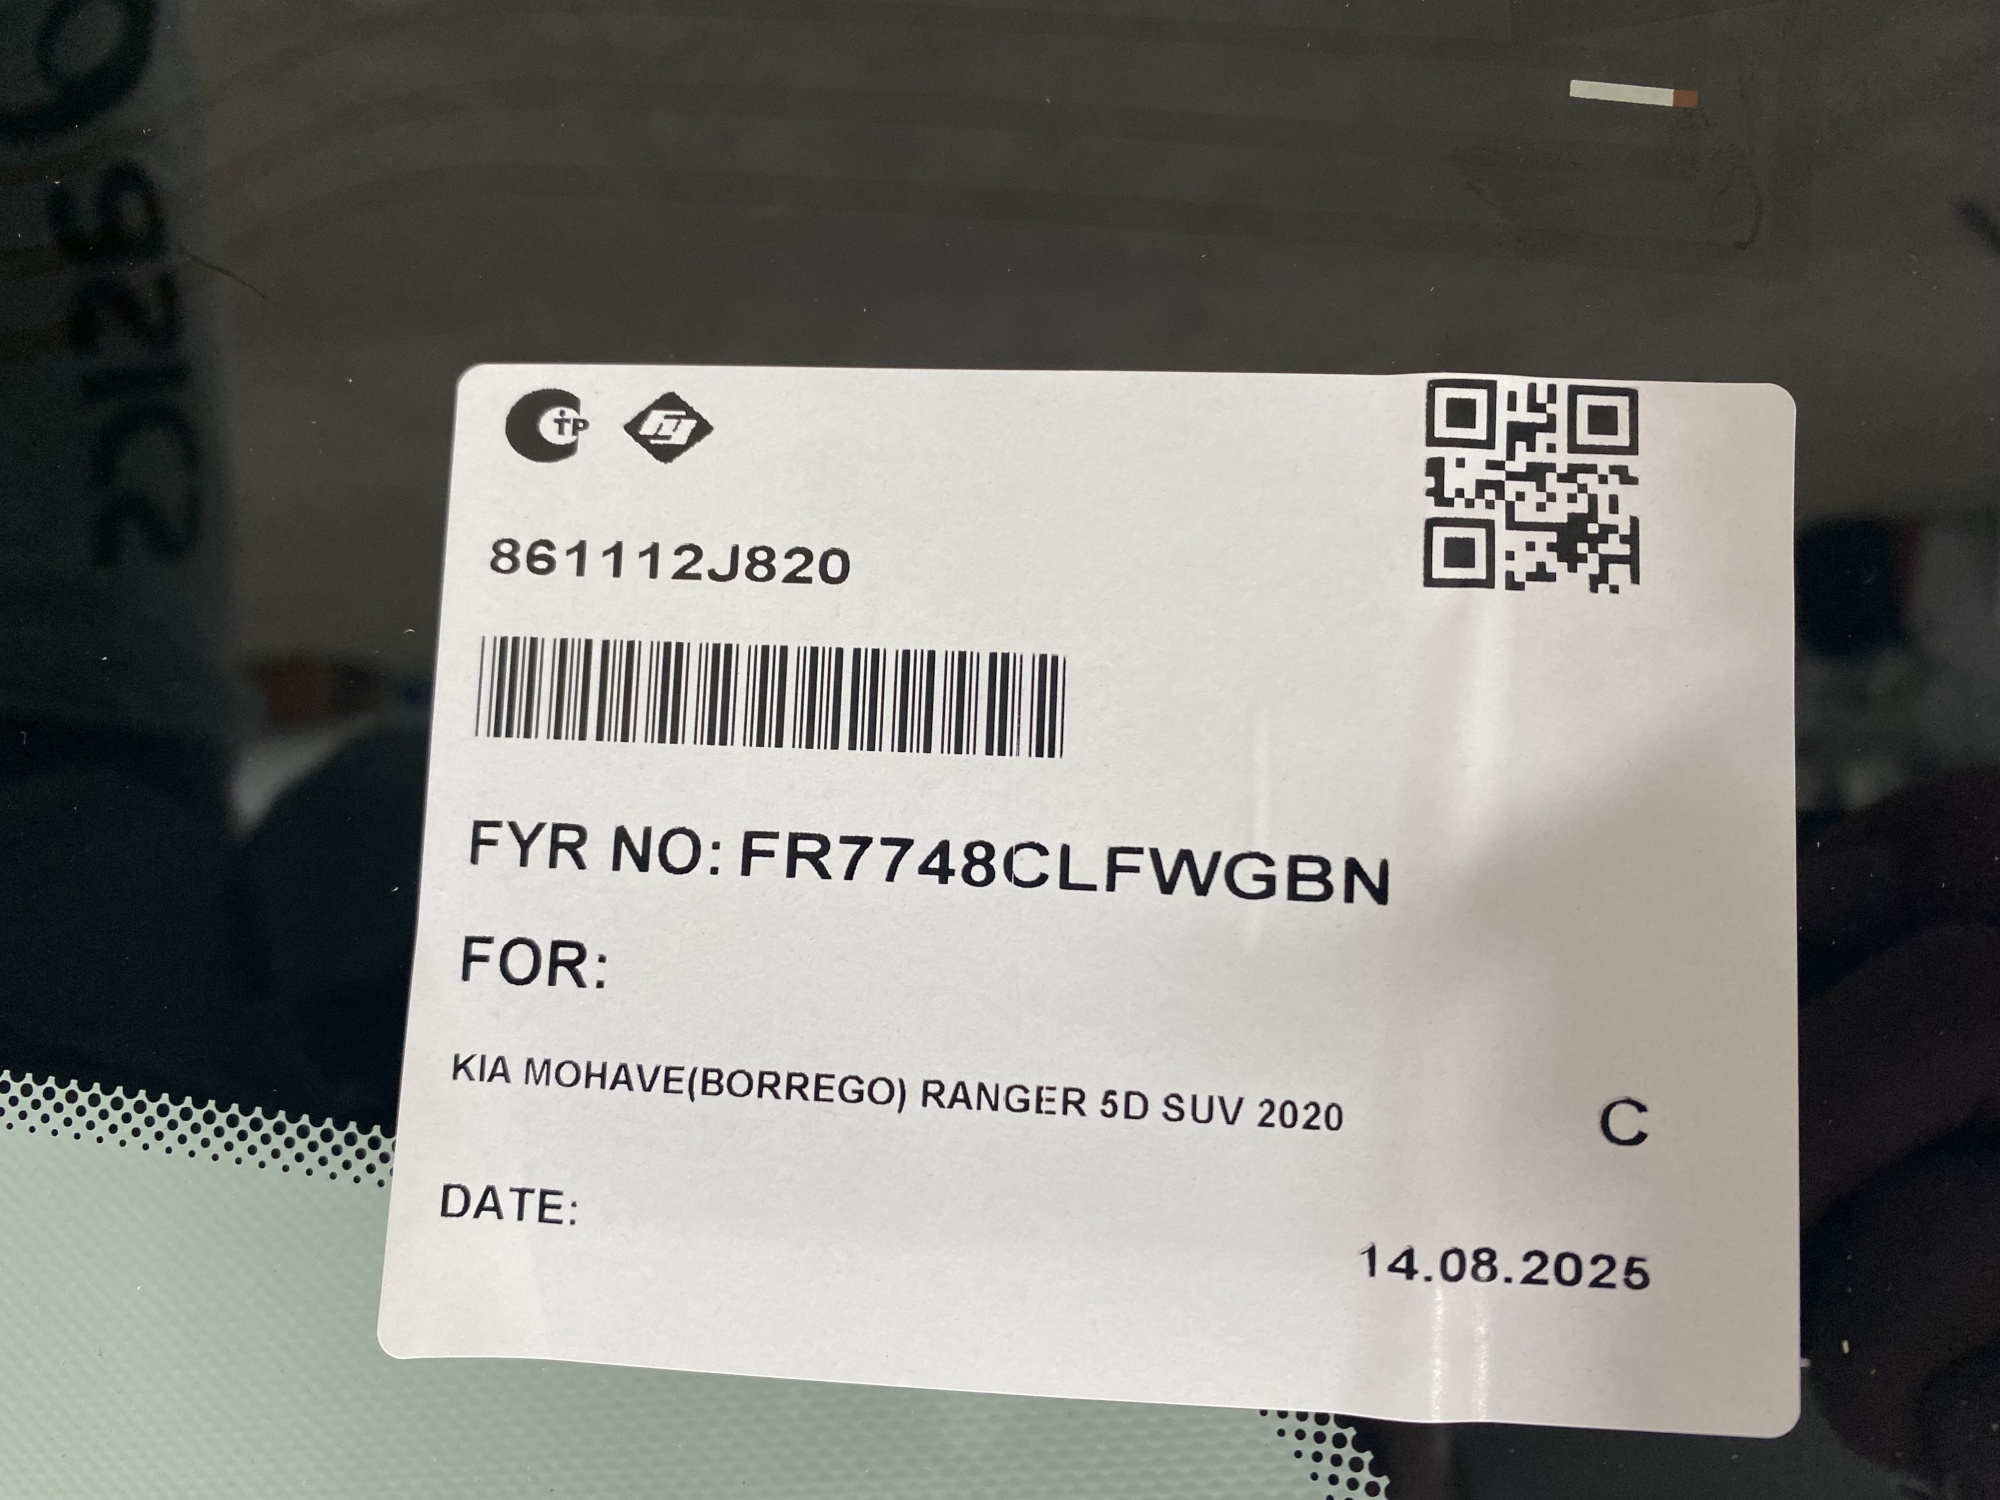 861112J820
FYR NO: FR7748CLFWGBN
FOR:
KIA MOHAVE(BORREGO) RANGER 5D SUV 2020
C
DATE:
14.08.2025